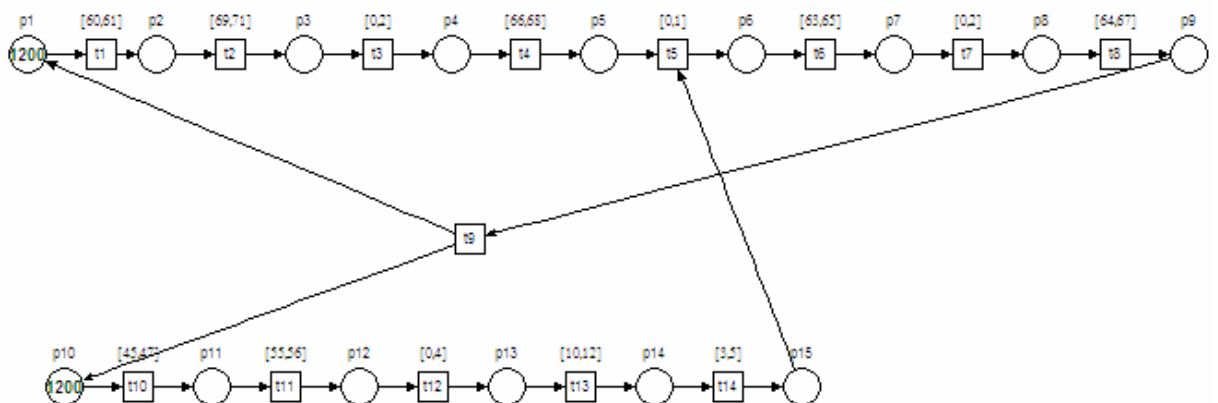 p1 [60,61] p2 [69,71] p3 [0,2] p4 [66,68] p5 [0,1] p6 [63,65] p7 [0,2] p8 [64,67] p9
1200 t1 t2 t3 t4 t5 t6 t7 t8
t9
p10 [45,47] p11 [55,56] p12 [0,4] p13 [10,12] p14 [3,5] p15
1200 t10 t11 t12 t13 t14